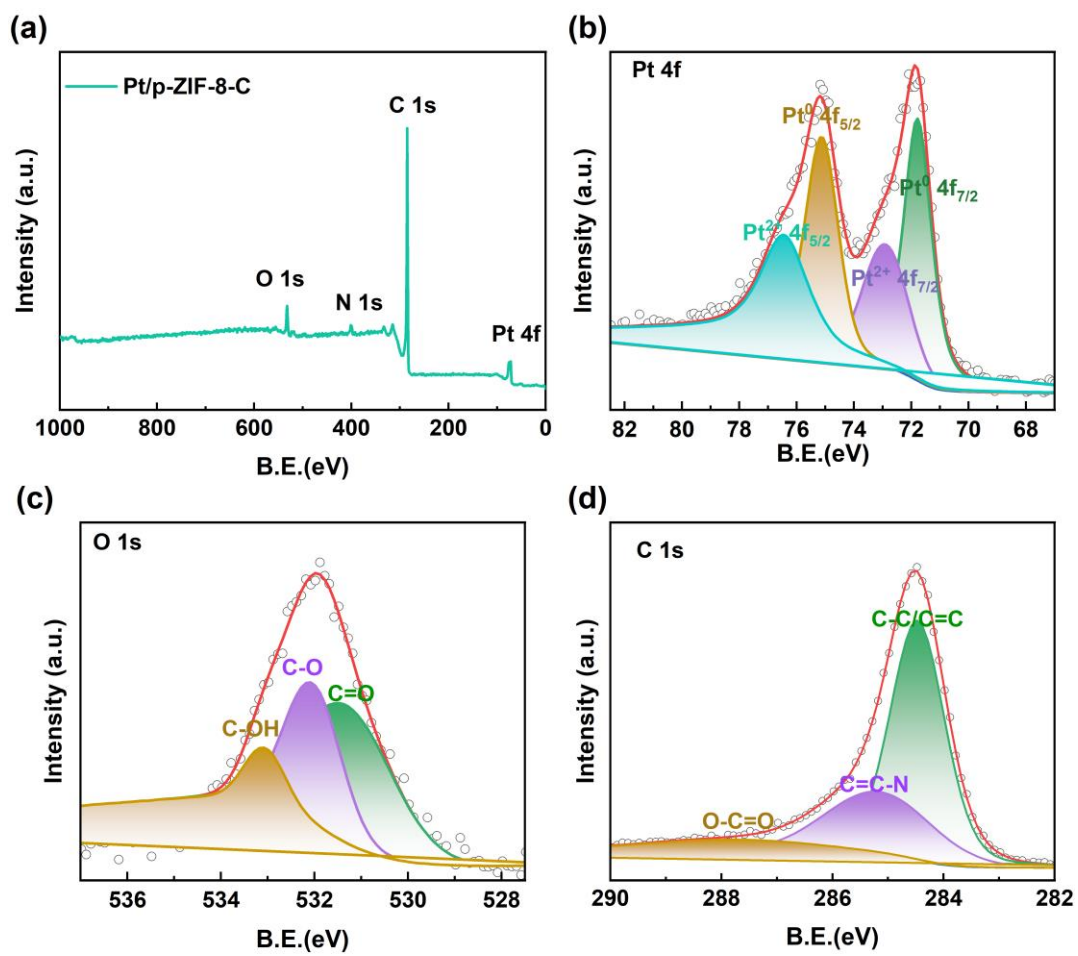 (a)
Pt/p-ZIF-8-C
C 1s
O 1s
N 1s
Pt 4f
Intensity (a.u.)
1000 800 600 400 200 0
B.E.(eV)
(b)
Pt 4f
Pt⁰ 4f₅/₂
Pt⁰ 4f₇/₂
Pt²⁺ 4f₅/₂
Pt²⁺ 4f₇/₂
Intensity (a.u.)
82 80 78 76 74 72 70 68
B.E.(eV)
(c)
O 1s
C-O
C=O
C-OH
Intensity (a.u.)
536 534 533 531 530 528
B.E.(eV)
(d)
C 1s
C-C/C=C
C=C-N
O-C=O
Intensity (a.u.)
290 288 286 284 282
B.E.(eV)